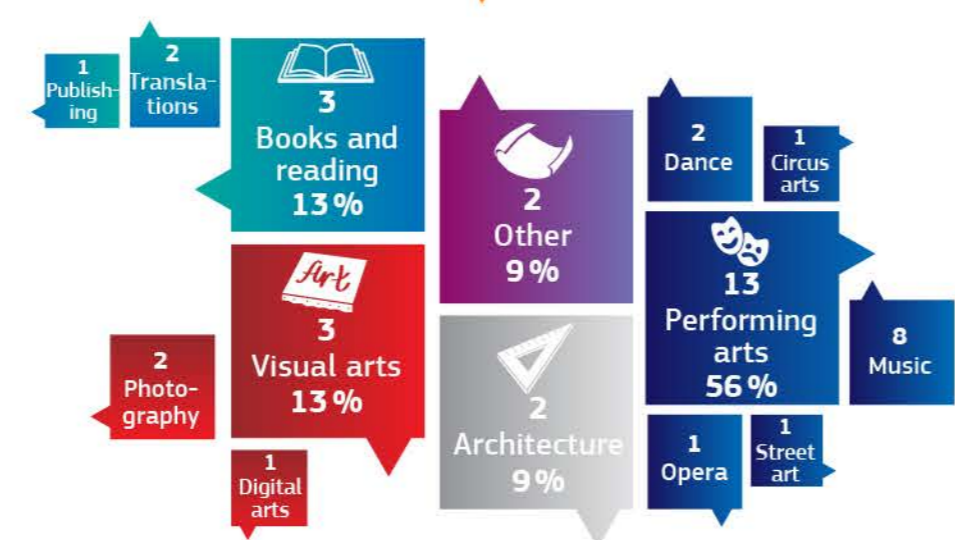 1
Publish-
ing
2
Transla-
tions
3
Books and
reading
13 %
2
Other
9 %
2
Dance
1
Circus
arts
Art
3
Visual arts
13 %
2
Photo-
graphy
1
Digital
arts
2
Architecture
9 %
13
Performing
arts
56 %
8
Music
1
Opera
1
Street
art